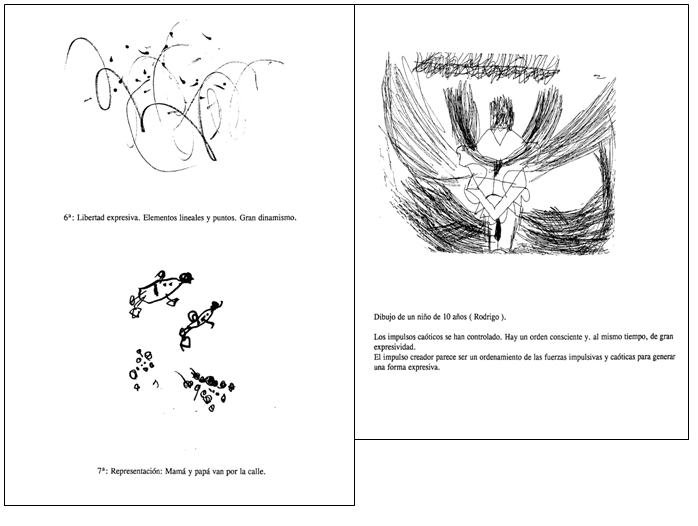 6ª: Libertad expresiva. Elementos lineales y puntos. Gran dinamismo.
7ª: Representación: Mamá y papá van por la calle.
Dibujo de un niño de 10 años ( Rodrigo ).
Los impulsos caóticos se han controlado. Hay un orden consciente y. al mismo tiempo, de gran
expresividad.
El impulso creador parece ser un ordenamiento de las fuerzas impulsivas y caóticas para generar
una forma expresiva.